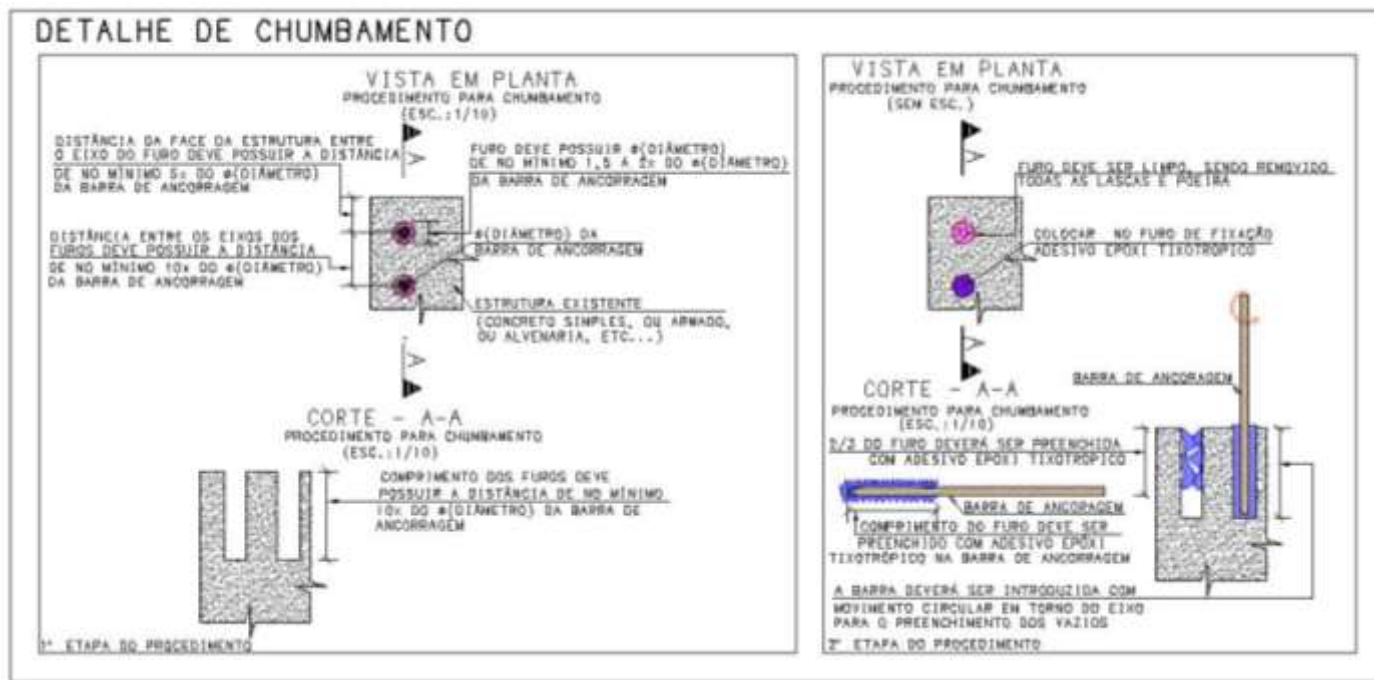 DETALHE DE CHUMBAMENTO
VISTA EM PLANTA
PROCEDIMENTO PARA CHUMBAMENTO
(ESC.:1/10)
DISTÂNCIA DA FACE DA ESTRUTURA ENTRE
O EIXO DO FURO DEVE POSSUIR A DISTÂNCIA
DE NO MÍNIMO 5x DO ø(DIÂMETRO)
DA BARRA DE ANCORRAGEM
FURO DEVE POSSUIR ø(DIÂMETRO)
DE NO MÍNIMO 1,5 A 2x DO ø(DIÂMETRO)
DA BARRA DE ANCORRAGEM
DISTÂNCIA ENTRE OS EIXOS DOS
FUROS DEVE POSSUIR A DISTÂNCIA
DE NO MÍNIMO 10x DO ø(DIÂMETRO)
DA BARRA DE ANCORRAGEM
ø(DIÂMETRO) DA
BARRA DE ANCORRAGEM
ESTRUTURA EXISTENTE
(CONCRETO SIMPLES, OU ARMADO,
OU ALVENARIA, ETC...)
A
A
CORTE - A-A
PROCEDIMENTO PARA CHUMBAMENTO
(ESC.:1/10)
COMPRIMENTO DOS FUROS DEVE
POSSUIR A DISTÂNCIA DE NO MÍNIMO
10x DO ø(DIÂMETRO) DA BARRA DE
ANCORRAGEM
1ª ETAPA DO PROCEDIMENTO
VISTA EM PLANTA
PROCEDIMENTO PARA CHUMBAMENTO
(SEM ESC.)
FURO DEVE SER LIMPO, SENDO REMOVIDO
TODAS AS LASCAS E POEIRA
COLOCAR NO FURO DE FIXAÇÃO
ADESIVO EPOXI TIXOTRÓPICO
A
A
CORTE - A-A
PROCEDIMENTO PARA CHUMBAMENTO
(ESC.:1/10)
BARRA DE ANCORAGEM
2/3 DO FURO DEVERÁ SER PREENCHIDA
COM ADESIVO EPOXI TIXOTRÓPICO
BARRA DE ANCORAGEM
COMPRIMENTO DO FURO DEVE SER
PREENCHIDO COM ADESIVO EPÓXI
TIXOTRÓPICO NA BARRA DE ANCORRAGEM
A BARRA DEVERÁ SER INTRODUZIDA COM
MOVIMENTO CIRCULAR EM TORNO DO EIXO
PARA O PREENCHIMENTO DOS VAZIOS
2ª ETAPA DO PROCEDIMENTO